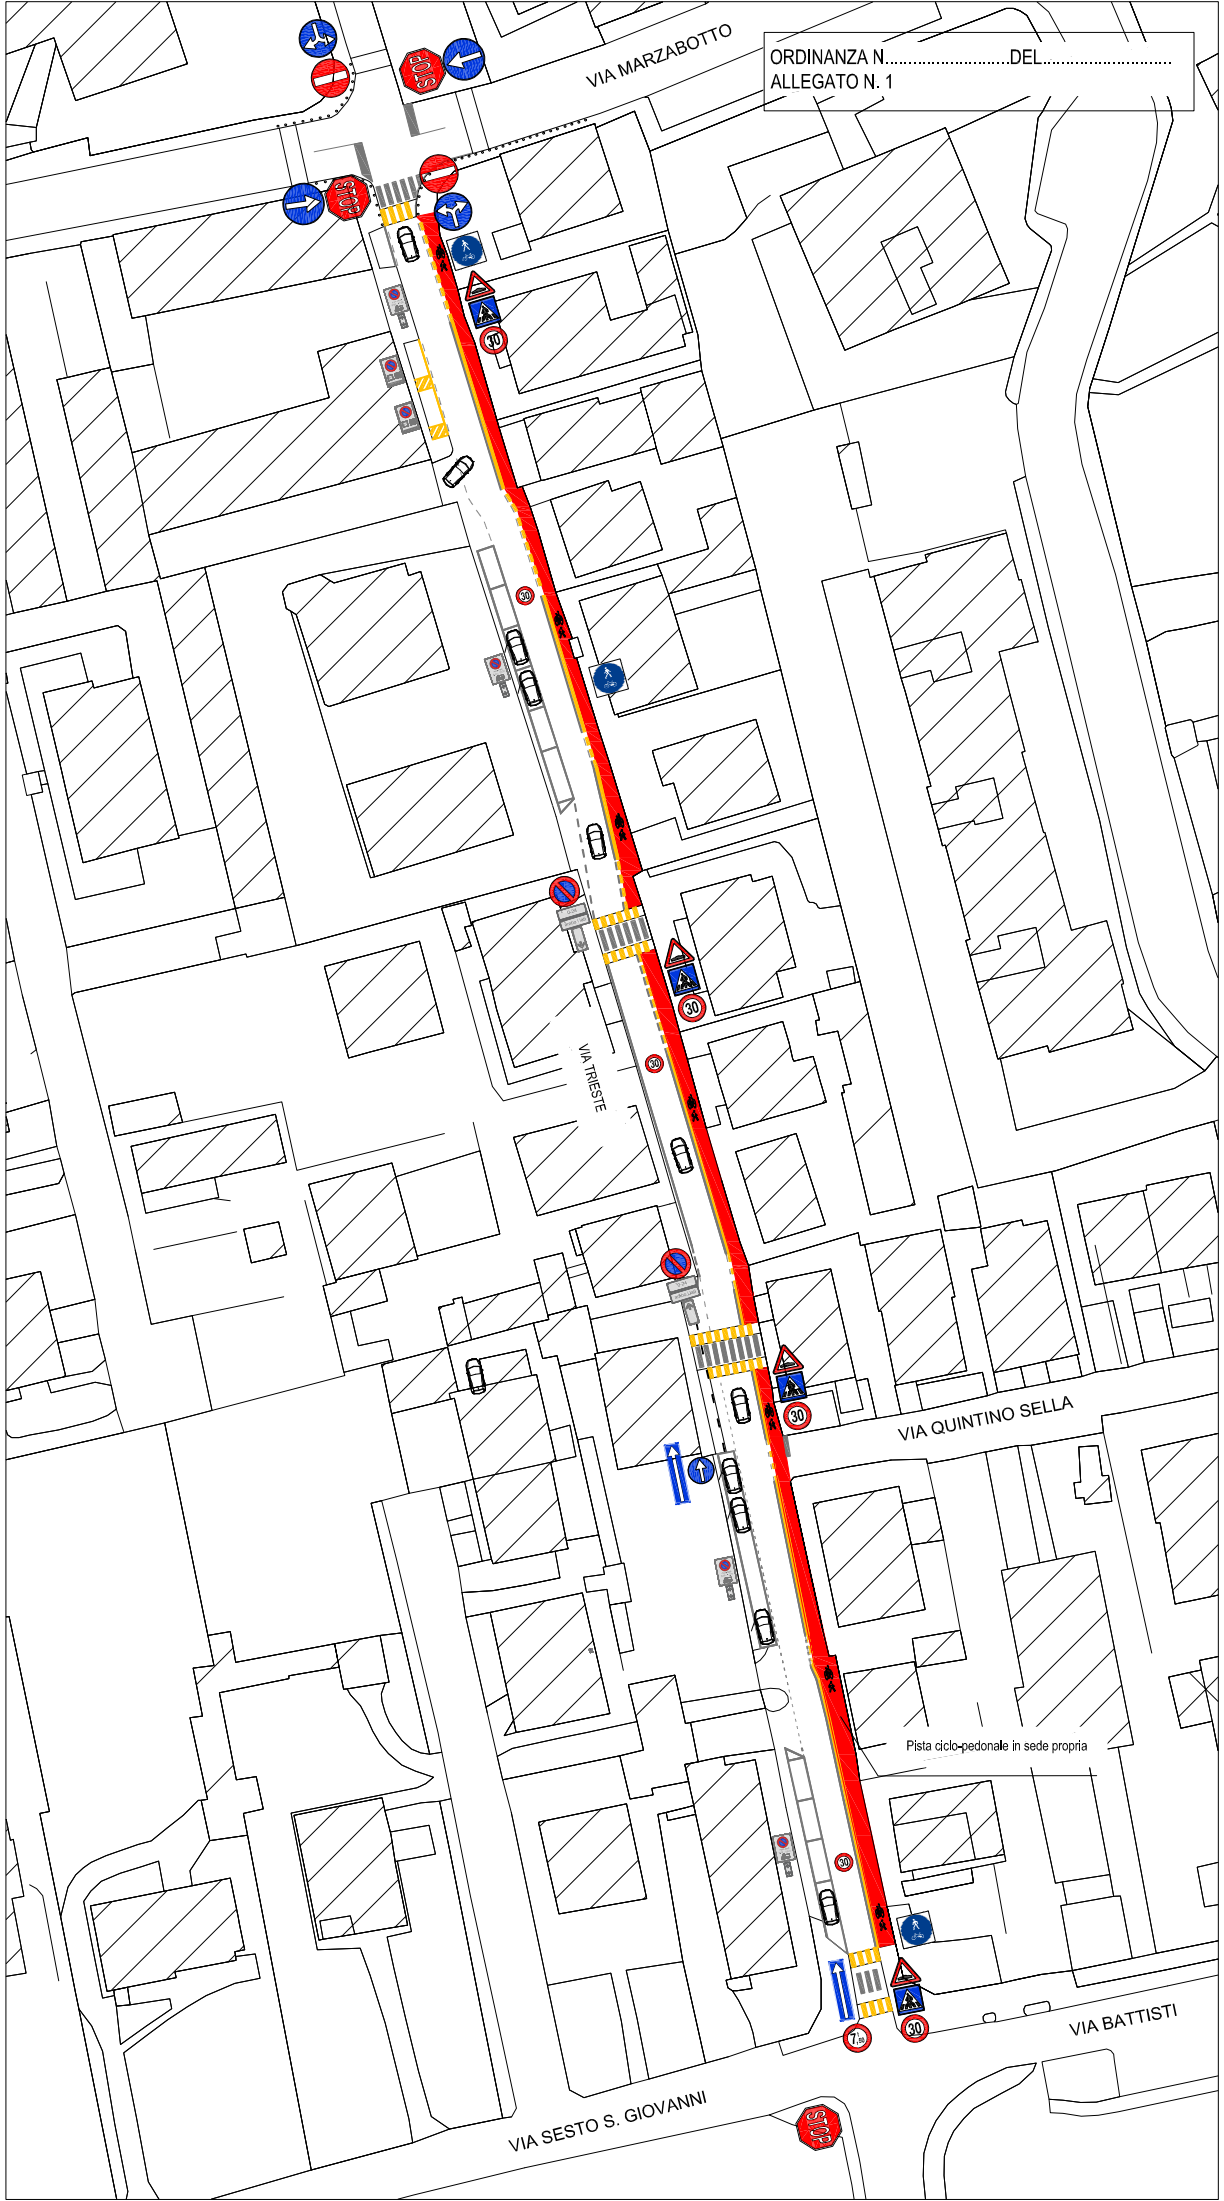 ORDINANZA N..............................DEL..............................
ALLEGATO N. 1
VIA MARZABOTTO
STOP
STOP
30
30
VIA TRIESTE
30
30
VIA QUINTINO SELLA
30
Pista ciclo-pedonale in sede propria
30
30
VIA BATTISTI
VIA SESTO S. GIOVANNI
STOP